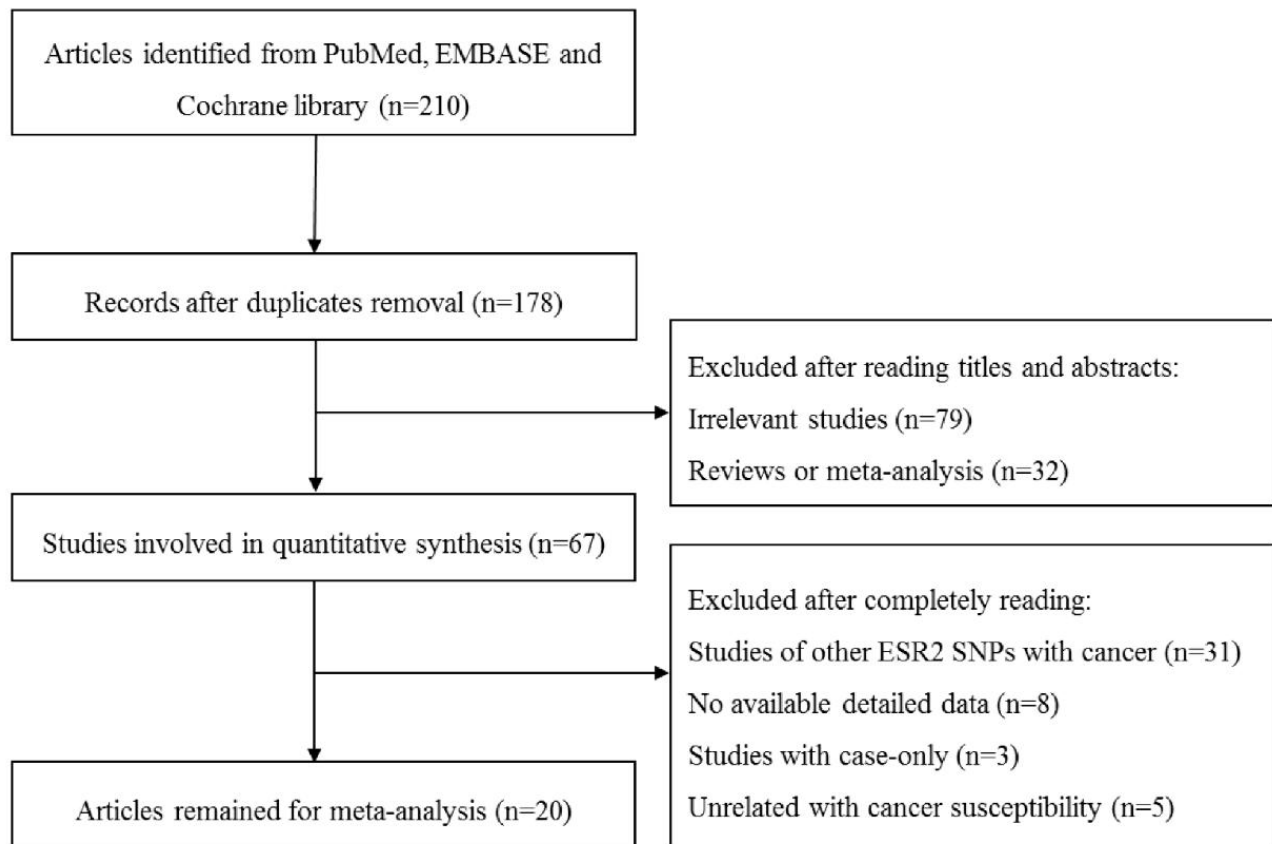 Articles identified from PubMed, EMBASE and
Cochrane library (n=210)
Records after duplicates removal (n=178)
Excluded after reading titles and abstracts:
Irrelevant studies (n=79)
Reviews or meta-analysis (n=32)
Studies involved in quantitative synthesis (n=67)
Excluded after completely reading:
Studies of other ESR2 SNPs with cancer (n=31)
No available detailed data (n=8)
Studies with case-only (n=3)
Unrelated with cancer susceptibility (n=5)
Articles remained for meta-analysis (n=20)